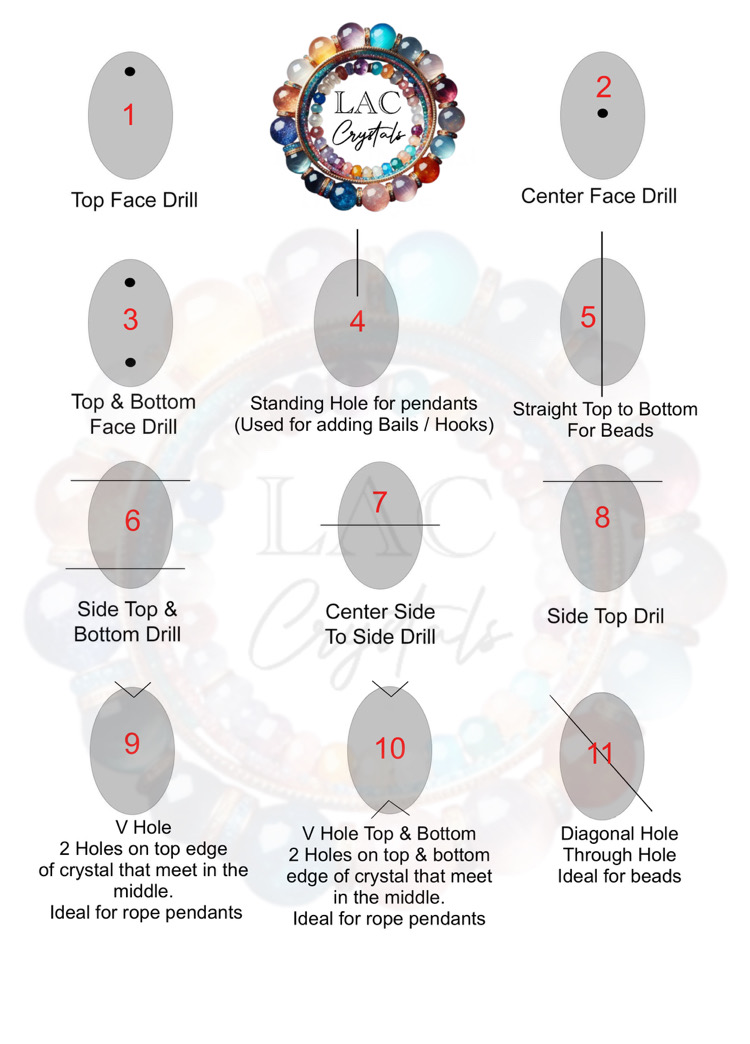 1
LAC
Crystals
2
Top Face Drill
Center Face Drill
3
4
5
Top & Bottom
Face Drill
Standing Hole for pendants
(Used for adding Bails / Hooks)
Straight Top to Bottom
For Beads
LAC
Crystals
6
7
8
Side Top &
Bottom Drill
Center Side
To Side Drill
Side Top Dril
9
10
11
V Hole
2 Holes on top edge
of crystal that meet in the
middle.
Ideal for rope pendants
V Hole Top & Bottom
2 Holes on top & bottom
edge of crystal that meet
in the middle.
Ideal for rope pendants
Diagonal Hole
Through Hole
Ideal for beads